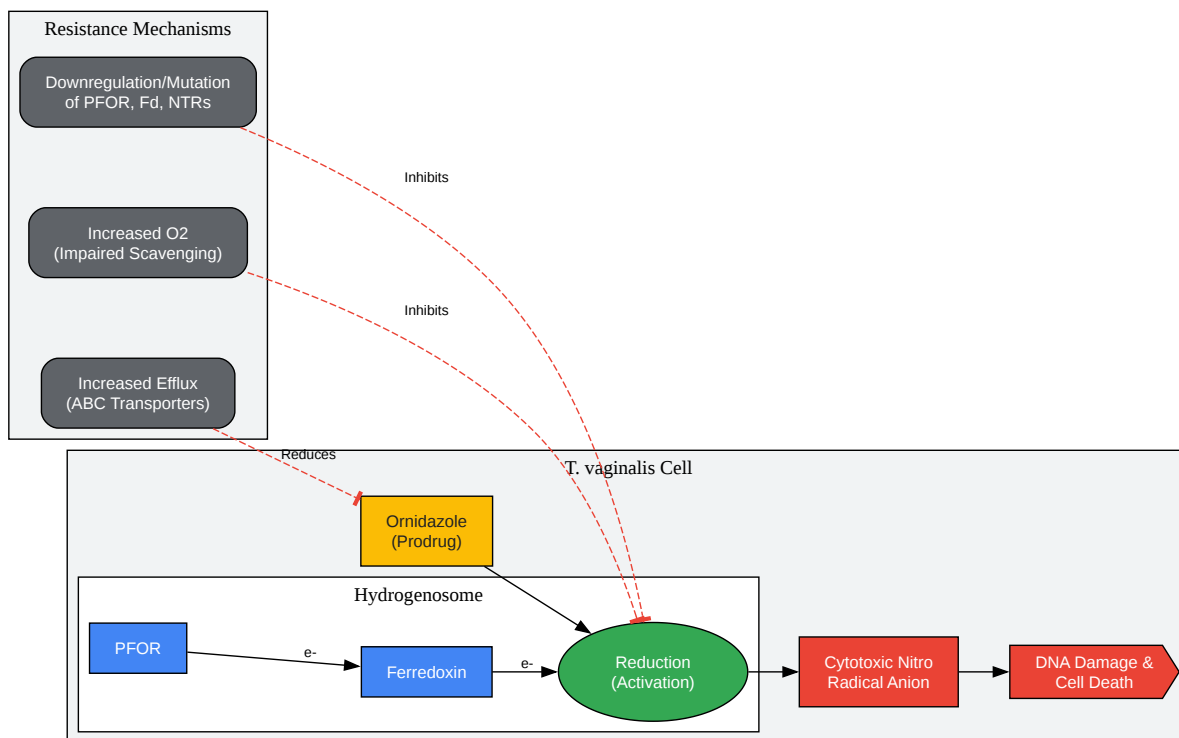 Resistance Mechanisms
Downregulation/Mutation
of PFOR, Fd, NTRs
Inhibits
Increased O2
(Impaired Scavenging)
Inhibits
Increased Efflux
(ABC Transporters)
Reduces
T. vaginalis Cell
Ornidazole
(Prodrug)
Hydrogenosome
PFOR
e-
Ferredoxin
e-
Reduction
(Activation)
Cytotoxic Nitro
Radical Anion
DNA Damage &
Cell Death